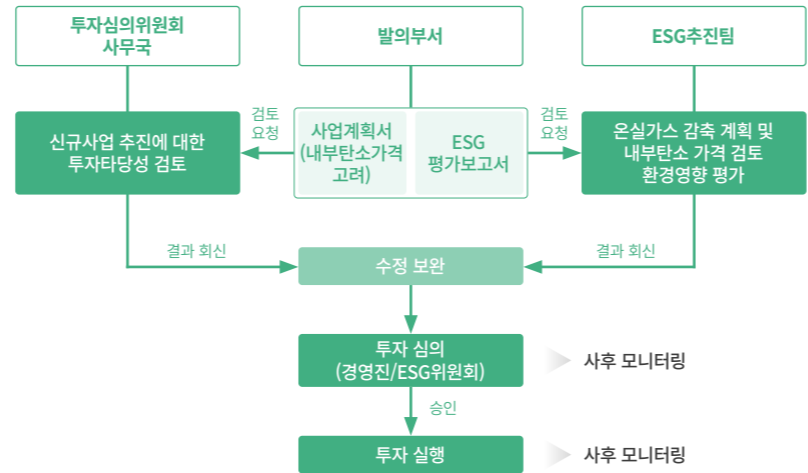 투자심의위원회
사무국
발의부서
ESG추진팀
검토
요청
검토
요청
신규사업 추진에 대한
투자타당성 검토
사업계획서
(내부탄소가격
고려)
ESG
평가보고서
온실가스 감축 계획 및
내부탄소 가격 검토
환경영향 평가
결과 회신
결과 회신
수정 보완
투자 심의
(경영진/ESG위원회)
사후 모니터링
승인
투자 실행
사후 모니터링